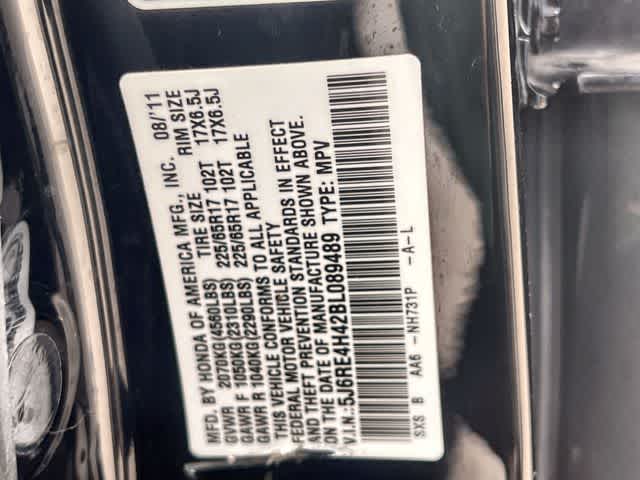 MFD. BY HONDA OF AMERICA MFG., INC. 08/'11
TIRE SIZE RIM SIZE
GVWR 2070KG(4560LBS) 225/65R17 102T 17X6.5J
GAWR F 1050KG(2310LBS) 225/65R17 102T 17X6.5J
GAWR R 1040KG(2290LBS)
THIS VEHICLE CONFORMS TO ALL APPLICABLE
FEDERAL MOTOR VEHICLE SAFETY
AND THEFT PREVENTION STANDARDS IN EFFECT
ON THE DATE OF MANUFACTURE SHOWN ABOVE.
V.I.N.:5J6RE4H42BL089489 TYPE: MPV
SXS B AA6 -NH731P -A-L